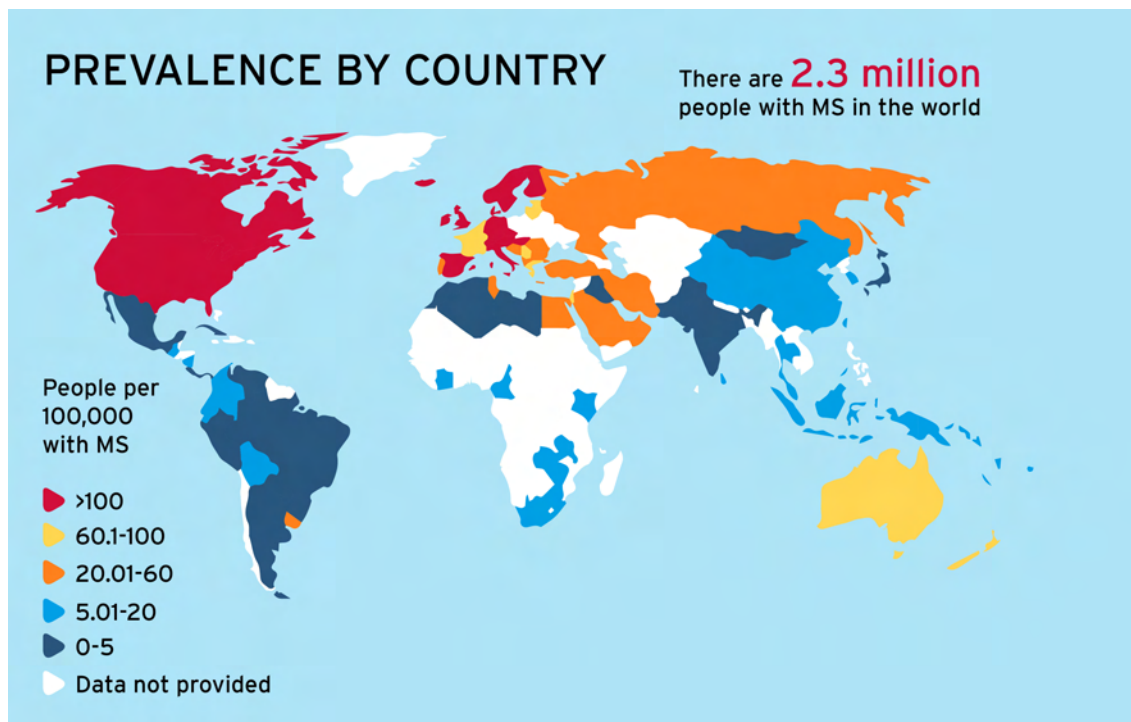 PREVALENCE BY COUNTRY
There are 2.3 million
people with MS in the world
People per
100,000
with MS
>100
60.1-100
20.01-60
5.01-20
0-5
Data not provided